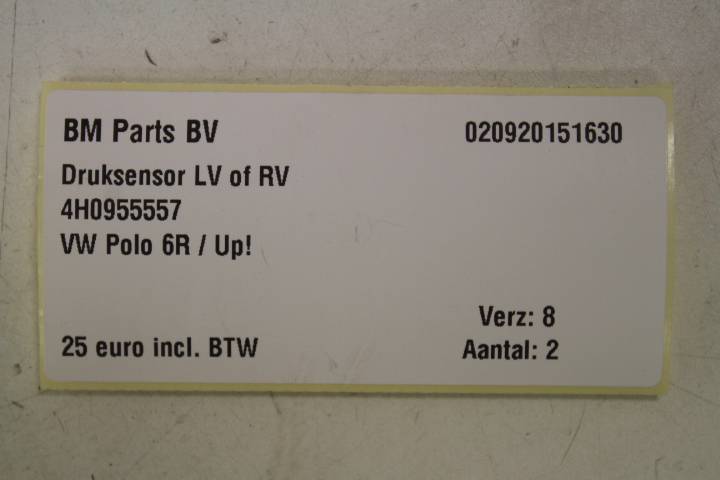 BM Parts BV 020920151630
Druksensor LV of RV
4H0955557
VW Polo 6R / Up!
Verz: 8
25 euro incl. BTW Aantal: 2